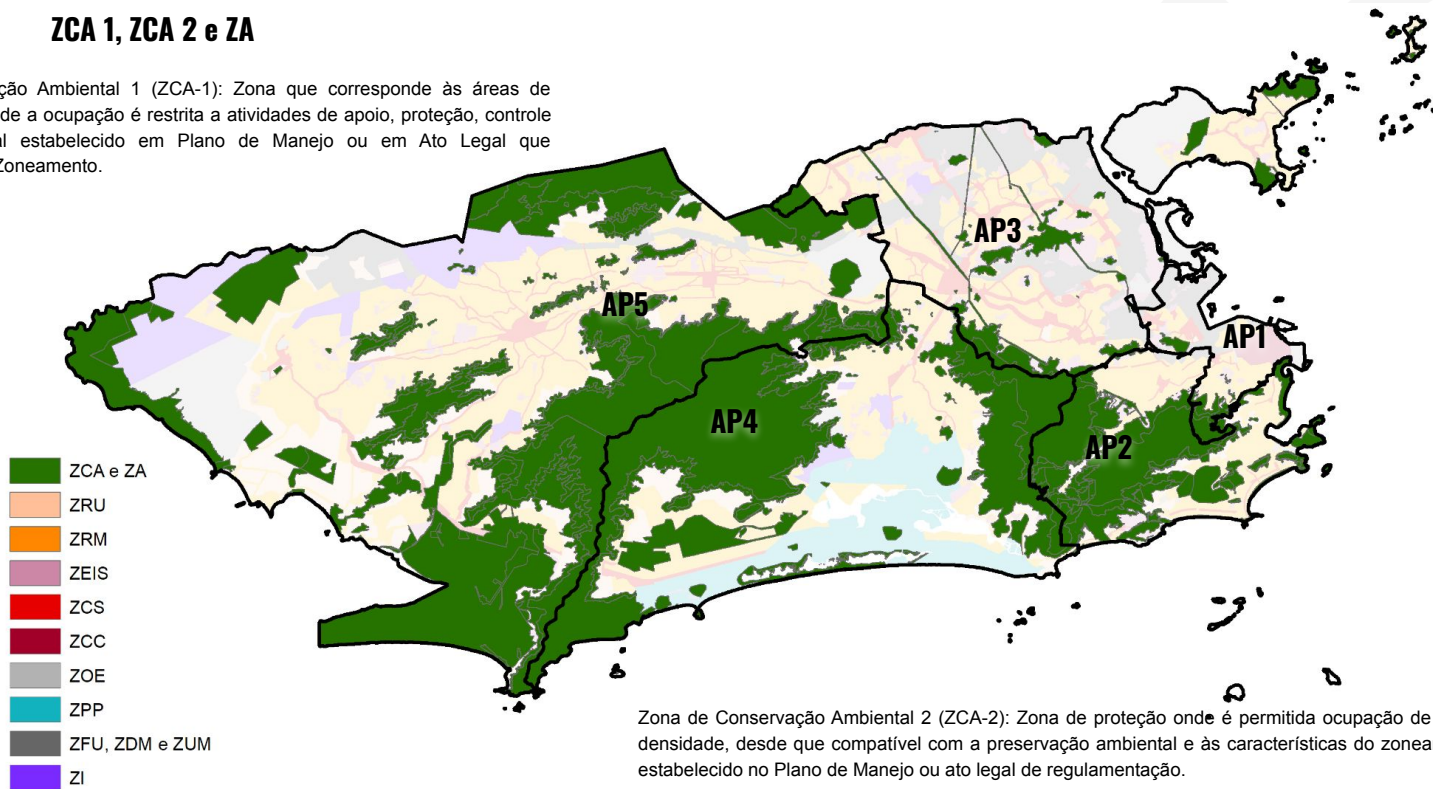 ZCA 1, ZCA 2 e ZA
ção Ambiental 1 (ZCA-1): Zona que corresponde às áreas de
de a ocupação é restrita a atividades de apoio, proteção, controle
al estabelecido em Plano de Manejo ou em Ato Legal que
Zoneamento.
AP3
AP5
AP1
AP4
AP2
ZCA e ZA
ZRU
ZRM
ZEIS
ZCS
ZCC
ZOE
ZPP
ZFU, ZDM e ZUM
ZI
Zona de Conservação Ambiental 2 (ZCA-2): Zona de proteção onde é permitida ocupação de
densidade, desde que compatível com a preservação ambiental e às características do zonea
estabelecido no Plano de Manejo ou ato legal de regulamentação.